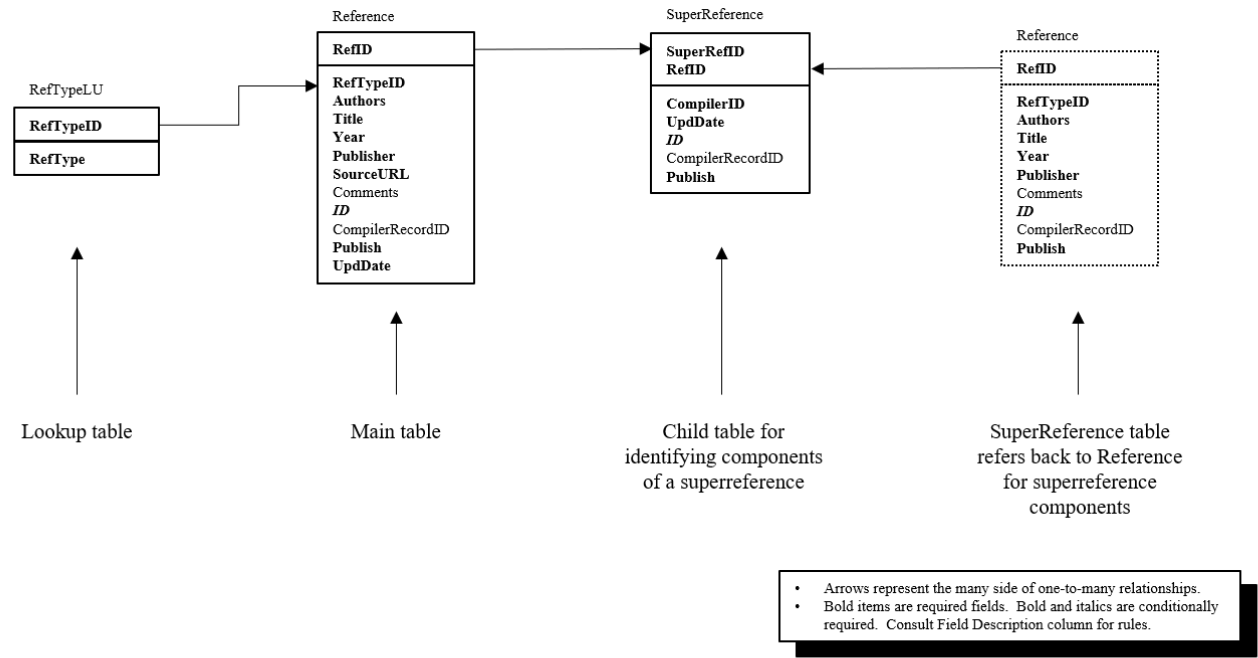 RefTypeLU
RefTypeID
RefType
Reference
RefID
RefTypeID
Authors
Title
Year
Publisher
SourceURL
Comments
ID
CompilerRecordID
Publish
UpdDate
SuperReference
SuperRefID
RefID
CompilerID
UpdDate
ID
CompilerRecordID
Publish
Reference
RefID
RefTypeID
Authors
Title
Year
Publisher
Comments
ID
CompilerRecordID
Publish
Lookup table
Main table
Child table for
identifying components
of a superreference
SuperReference table
refers back to Reference
for superreference
components
• Arrows represent the many side of one-to-many relationships.
• Bold items are required fields. Bold and italics are conditionally
required. Consult Field Description column for rules.